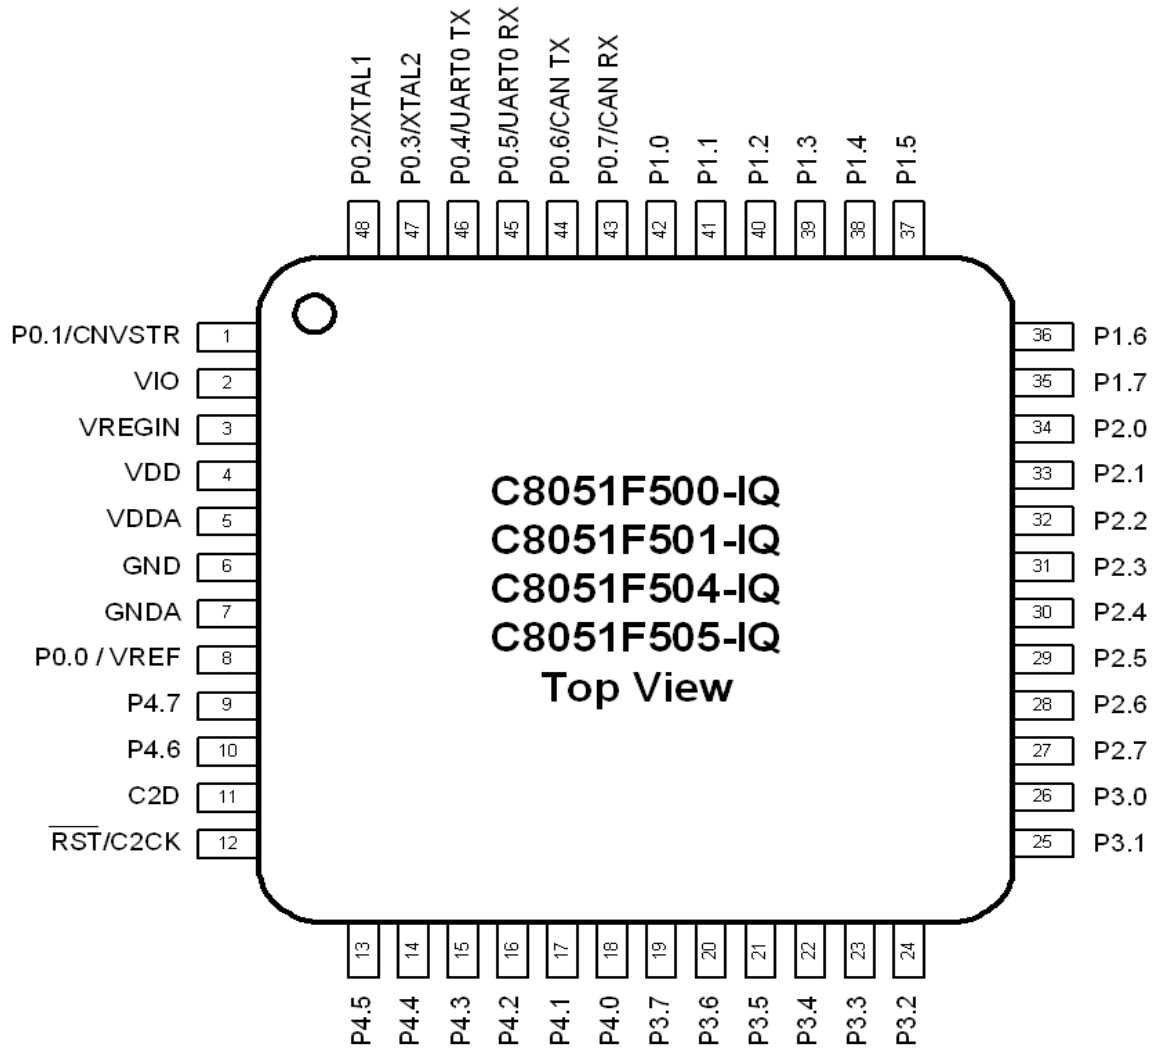 P0.2/XTAL1
P0.3/XTAL2
P0.4/UART0 TX
P0.5/UART0 RX
P0.6/CAN TX
P0.7/CAN RX
P1.0
P1.1
P1.2
P1.3
P1.4
P1.5
48
47
46
45
44
43
42
41
40
39
38
37
P0.1/CNVSTR 1
VIO 2
VREGIN 3
VDD 4
VDDA 5
GND 6
GNDA 7
P0.0 / VREF 8
P4.7 9
P4.6 10
C2D 11
RST/C2CK 12
C8051F500-IQ
C8051F501-IQ
C8051F504-IQ
C8051F505-IQ
Top View
36 P1.6
35 P1.7
34 P2.0
33 P2.1
32 P2.2
31 P2.3
30 P2.4
29 P2.5
28 P2.6
27 P2.7
26 P3.0
25 P3.1
13
14
15
16
17
18
19
20
21
22
23
24
P4.5
P4.4
P4.3
P4.2
P4.1
P4.0
P3.7
P3.6
P3.5
P3.4
P3.3
P3.2